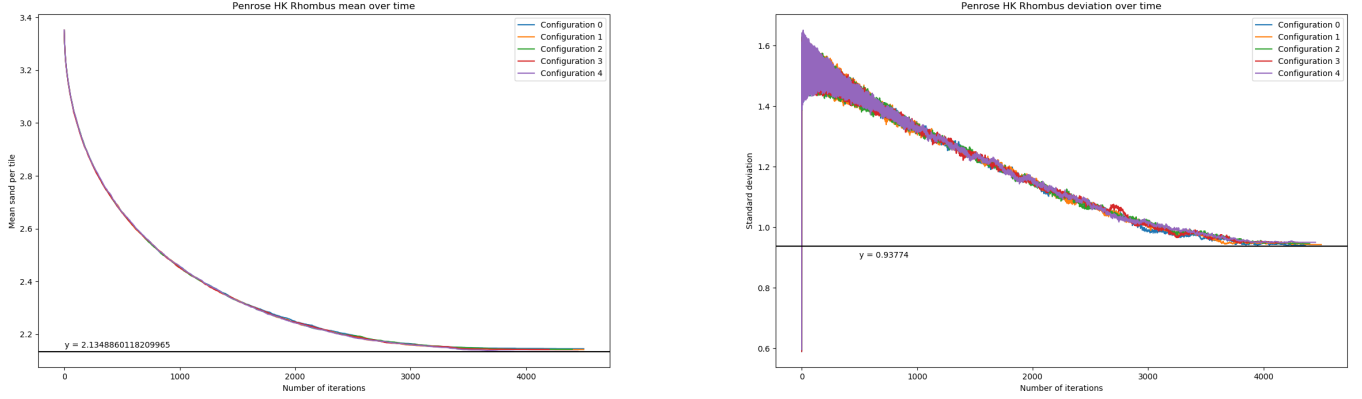 Penrose HK Rhombus mean over time
3.4
3.2
3.0
2.8
2.6
2.4
2.2
Mean sand per tile
Configuration 0
Configuration 1
Configuration 2
Configuration 3
Configuration 4
y = 2.1348860118209965
0
1000
2000
3000
4000
Number of iterations
Penrose HK Rhombus deviation over time
1.6
1.4
1.2
1.0
0.8
0.6
Standard deviation
Configuration 0
Configuration 1
Configuration 2
Configuration 3
Configuration 4
y = 0.93774
0
1000
2000
3000
4000
Number of iterations